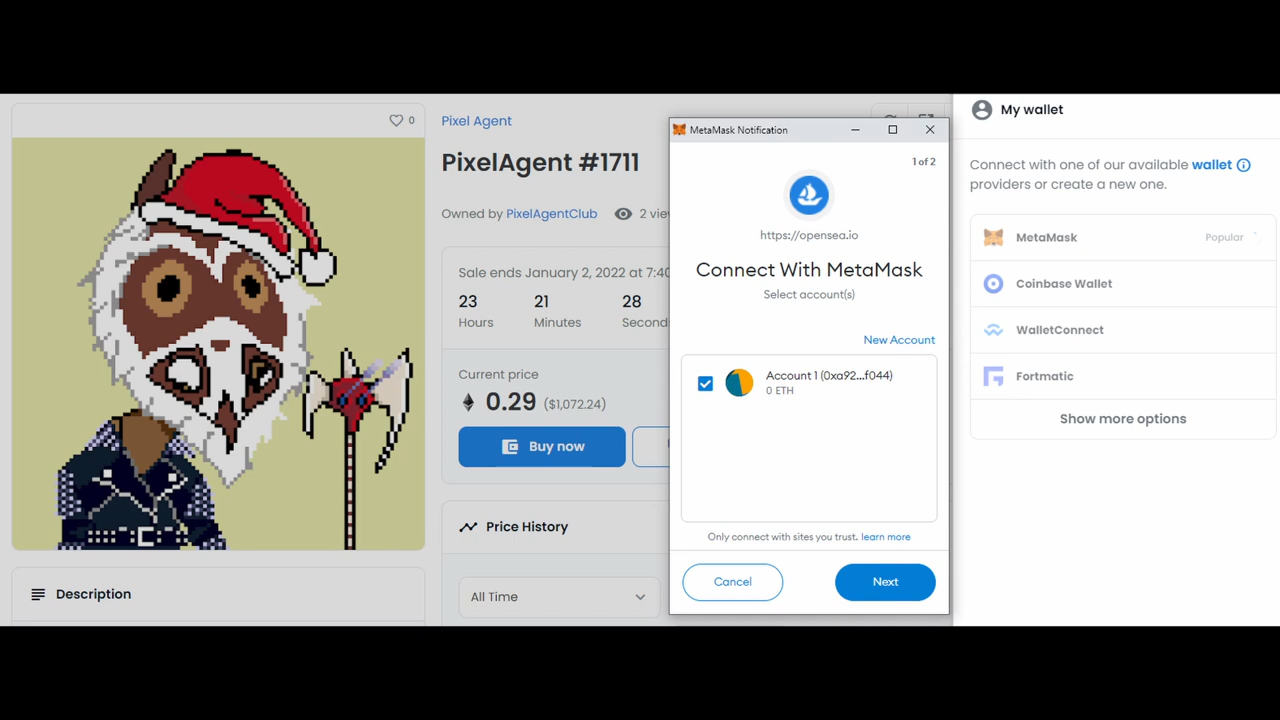 0
Pixel Agent
PixelAgent #1711
Owned by PixelAgentClub
Sale ends January 2, 2022 at 7:40
23
21
28
Hours
Minutes
Current price
0.29 ($1,072.24)
Buy now
Price History
All Time
Description
MetaMask Notification
1 of 2
https://opensea.io
Connect With MetaMask
Select account(s)
New Account
Account 1 (0xa92...f044)
0 ETH
Only connect with sites you trust. learn more
Cancel
Next
My wallet
Connect with one of our available wallet
providers or create a new one.
MetaMask
Popular
Coinbase Wallet
WalletConnect
Fortmatic
Show more options